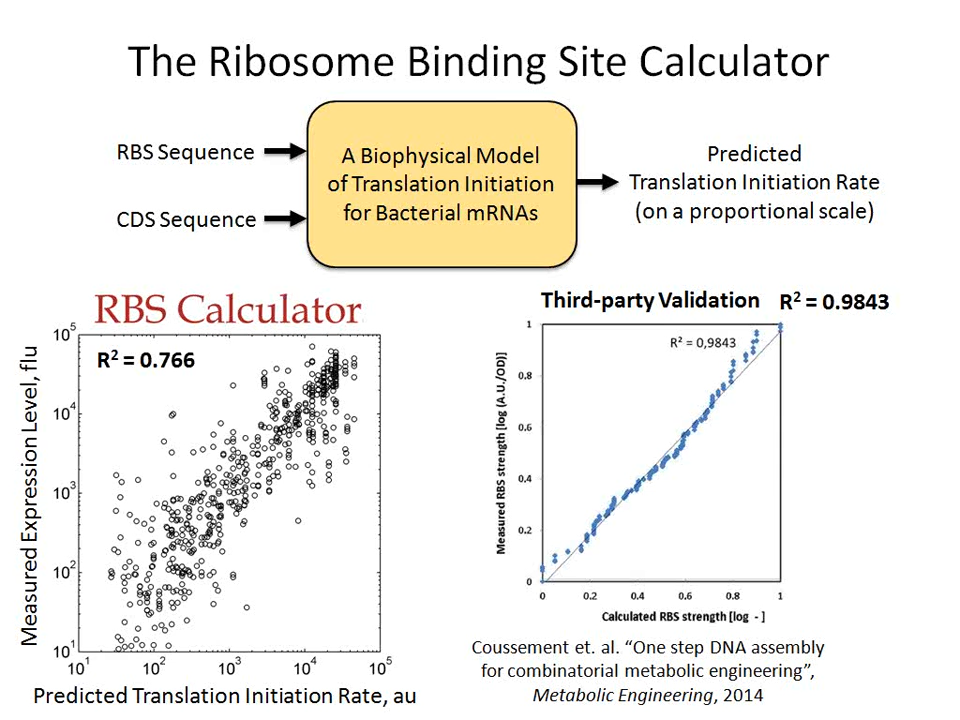 The Ribosome Binding Site Calculator
RBS Sequence
CDS Sequence
A Biophysical Model
of Translation Initiation
for Bacterial mRNAs
Predicted
Translation Initiation Rate
(on a proportional scale)
RBS Calculator
R² = 0.766
Measured Expression Level, flu
10⁵
10⁴
10³
10²
10¹
10¹ 10² 10³ 10⁴ 10⁵
Predicted Translation Initiation Rate, au
Third-party Validation R² = 0.9843
R² = 0,9843
Measured RBS strength [log (A.U./OD)]
1
0.8
0.6
0.4
0.2
0
0 0.2 0.4 0.6 0.8 1
Calculated RBS strength [log - ]
Coussement et. al. “One step DNA assembly
for combinatorial metabolic engineering”,
Metabolic Engineering, 2014